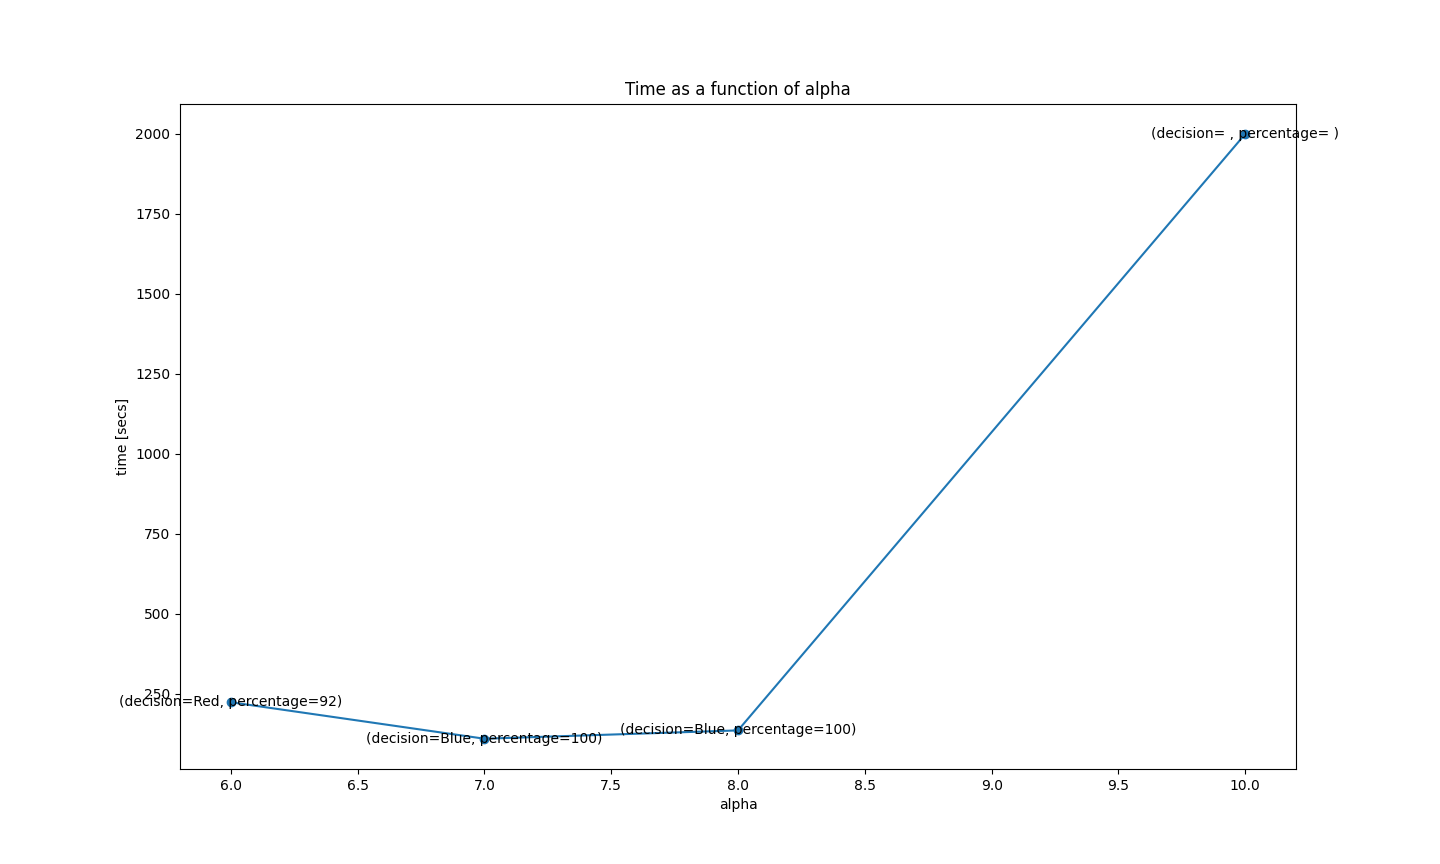 Time as a function of alpha
2000
(decision= , percentage= )
1750
1500
1250
1000
time [secs]
750
500
250
(decision=Red, percentage=92)
(decision=Blue, percentage=100)
(decision=Blue, percentage=100)
6.0 6.5 7.0 7.5 8.0 8.5 9.0 9.5 10.0
alpha